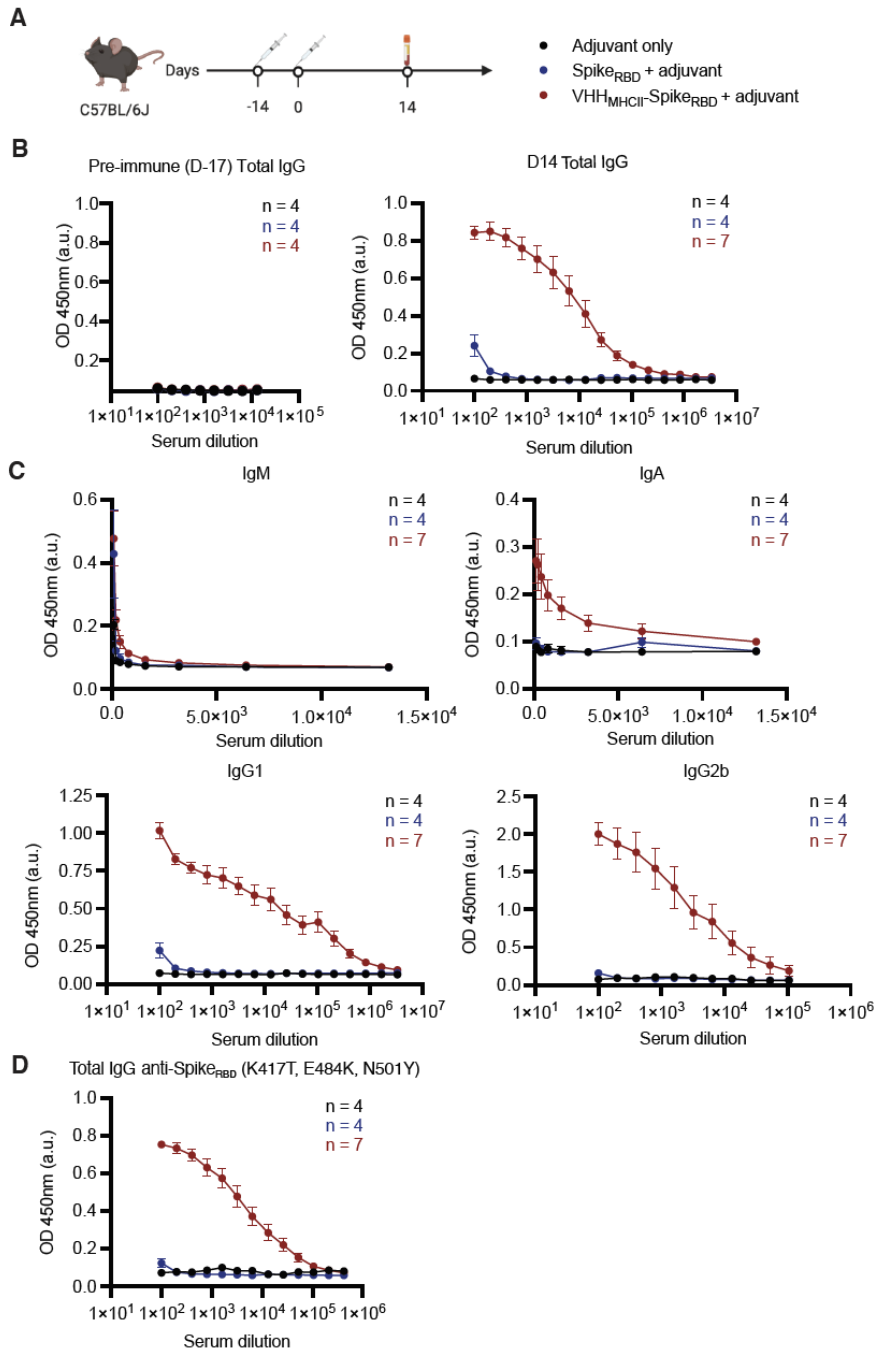 A
Days
C57BL/6J
-14
0
14
Adjuvant only
Spike_RBD + adjuvant
VHH_MHCII-Spike_RBD + adjuvant
B
Pre-immune (D-17) Total IgG
n = 4
n = 4
n = 4
OD 450nm (a.u.)
1.0
0.8
0.6
0.4
0.2
1×10^1 1×10^2 1×10^3 1×10^4 1×10^5
Serum dilution
D14 Total IgG
n = 4
n = 4
n = 7
OD 450nm (a.u.)
1.0
0.8
0.6
0.4
0.2
0.0
1×10^1 1×10^2 1×10^3 1×10^4 1×10^5 1×10^6 1×10^7
Serum dilution
C
IgM
n = 4
n = 4
n = 7
OD 450nm (a.u.)
0.6
0.4
0.2
0.0
0.0 5.0×10^3 1.0×10^4 1.5×10^4
Serum dilution
IgA
n = 4
n = 4
n = 7
OD 450nm (a.u.)
0.4
0.3
0.2
0.1
0.0
0.0 5.0×10^3 1.0×10^4 1.5×10^4
Serum dilution
IgG1
n = 4
n = 4
n = 7
OD 450nm (a.u.)
1.25
1.00
0.75
0.50
0.25
0.00
1×10^1 1×10^2 1×10^3 1×10^4 1×10^5 1×10^6 1×10^7
Serum dilution
IgG2b
n = 4
n = 4
n = 7
OD 450nm (a.u.)
2.5
2.0
1.5
1.0
0.5
0.0
1×10^1 1×10^2 1×10^3 1×10^4 1×10^5 1×10^6
Serum dilution
D
Total IgG anti-Spike_RBD (K417T, E484K, N501Y)
n = 4
n = 4
n = 7
OD 450nm (a.u.)
1.0
0.8
0.6
0.4
0.2
0.0
1×10^1 1×10^2 1×10^3 1×10^4 1×10^5 1×10^6
Serum dilution